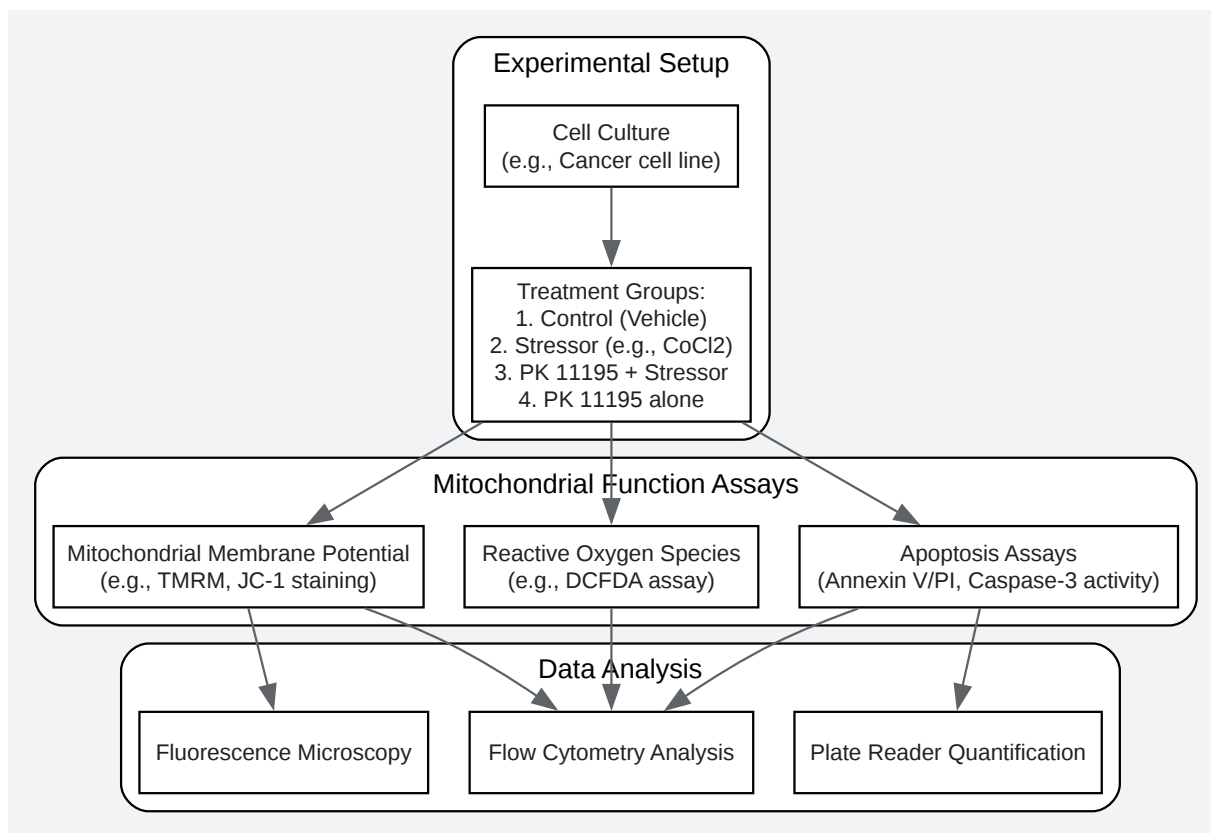 Experimental Setup
Cell Culture
(e.g., Cancer cell line)
Treatment Groups:
1. Control (Vehicle)
2. Stressor (e.g., CoCl2)
3. PK 11195 + Stressor
4. PK 11195 alone
Mitochondrial Function Assays
Mitochondrial Membrane Potential
(e.g., TMRM, JC-1 staining)
Reactive Oxygen Species
(e.g., DCFDA assay)
Apoptosis Assays
(Annexin V/PI, Caspase-3 activity)
Data Analysis
Fluorescence Microscopy
Flow Cytometry Analysis
Plate Reader Quantification